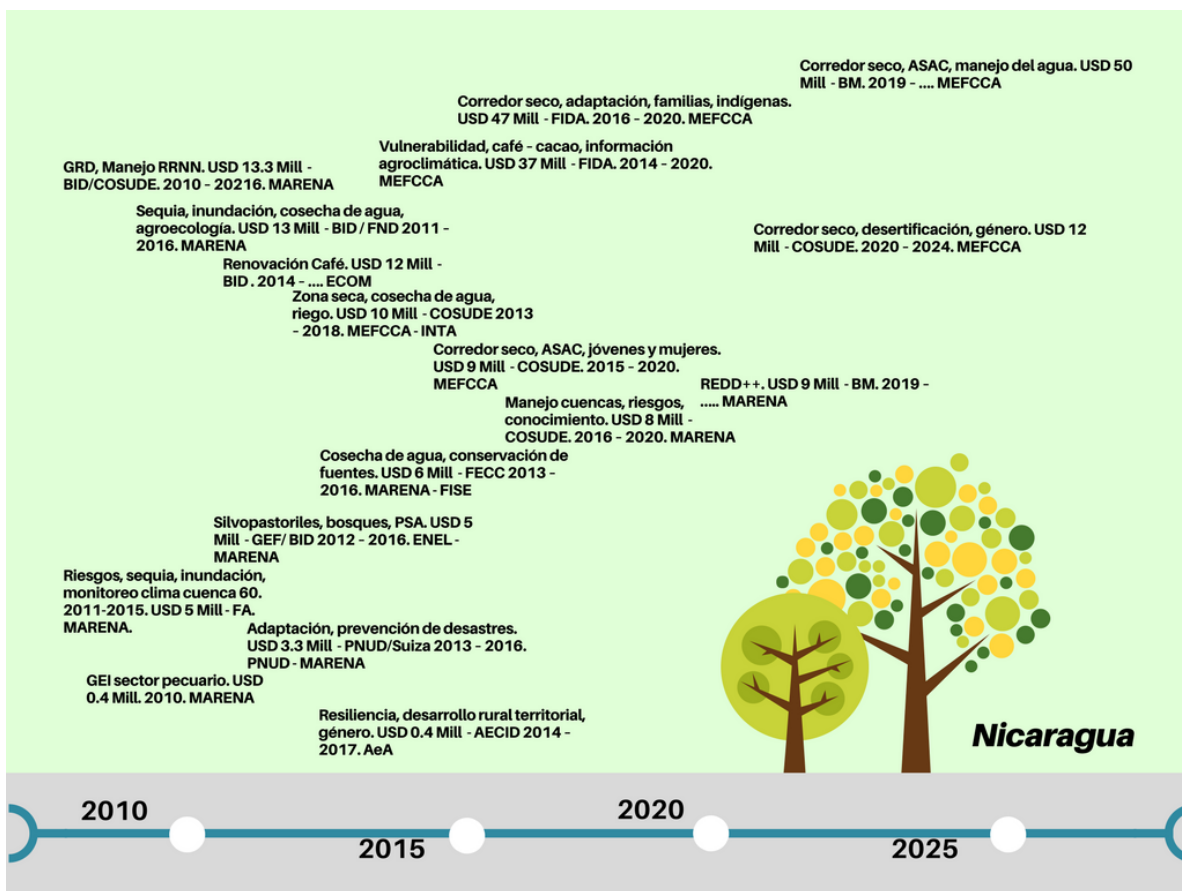 Corredor seco, ASAC, manejo del agua. USD 50
Mill - BM. 2019 – .... MEFCCA
Corredor seco, adaptación, familias, indígenas.
USD 47 Mill - FIDA. 2016 – 2020. MEFCCA
Vulnerabilidad, café – cacao, información
agroclimática. USD 37 Mill - FIDA. 2014 – 2020.
MEFCCA
GRD, Manejo RRNN. USD 13.3 Mill -
BID/COSUDE. 2010 – 20216. MARENA
Sequia, inundación, cosecha de agua,
agroecología. USD 13 Mill - BID / FND 2011 –
2016. MARENA
Corredor seco, desertificación, género. USD 12
Mill - COSUDE. 2020 – 2024. MEFCCA
Renovación Café. USD 12 Mill -
BID . 2014 – .... ECOM
Zona seca, cosecha de agua,
riego. USD 10 Mill - COSUDE 2013
– 2018. MEFCCA - INTA
Corredor seco, ASAC, jóvenes y mujeres.
USD 9 Mill - COSUDE. 2015 – 2020.
MEFCCA
REDD++. USD 9 Mill - BM. 2019 –
..... MARENA
Manejo cuencas, riesgos,
conocimiento. USD 8 Mill -
COSUDE. 2016 – 2020. MARENA
Cosecha de agua, conservación de
fuentes. USD 6 Mill - FECC 2013 –
2016. MARENA - FISE
Silvopastoriles, bosques, PSA. USD 5
Mill - GEF/ BID 2012 – 2016. ENEL -
MARENA
Riesgos, sequia, inundación,
monitoreo clima cuenca 60.
2011-2015. USD 5 Mill - FA.
MARENA.
Adaptación, prevención de desastres.
USD 3.3 Mill - PNUD/Suiza 2013 – 2016.
PNUD - MARENA
GEI sector pecuario. USD
0.4 Mill. 2010. MARENA
Resiliencia, desarrollo rural territorial,
género. USD 0.4 Mill - AECID 2014 –
2017. AeA
Nicaragua
2010
2015
2020
2025